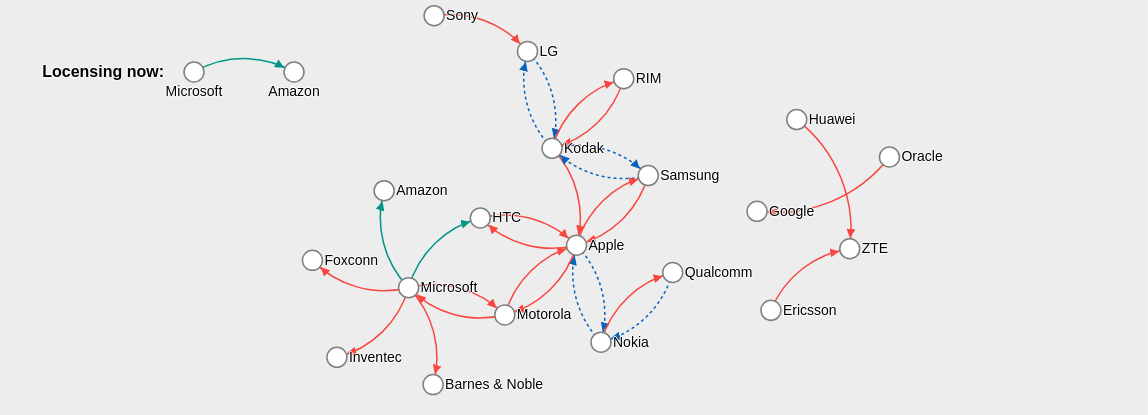 Sony
LG
Locensing now:
Microsoft
Amazon
RIM
Huawei
Kodak
Oracle
Samsung
Amazon
HTC
Google
Apple
ZTE
Foxconn
Qualcomm
Microsoft
Motorola
Ericsson
Nokia
Inventec
Barnes & Noble